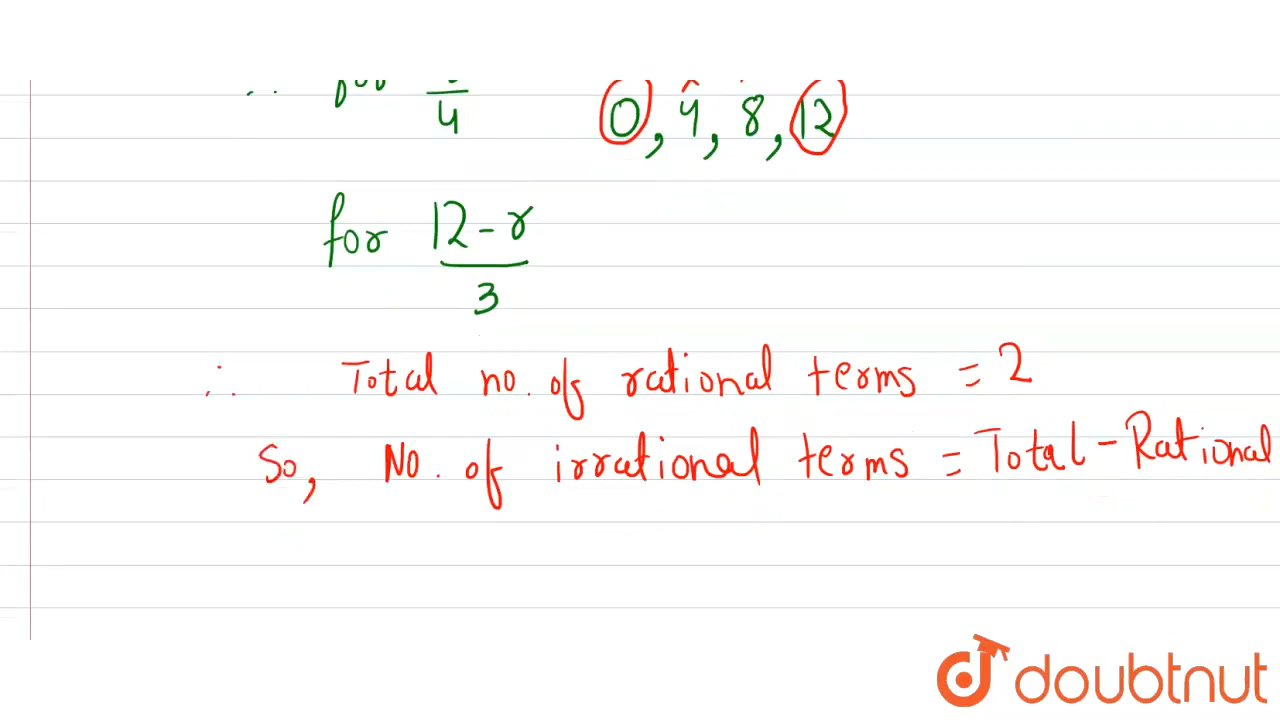 4 0, 4, 8, 12
for 12-r
3
∴ Total no. of rational terms = 2
So, No. of irrational terms = Total - Rational
doubtnut